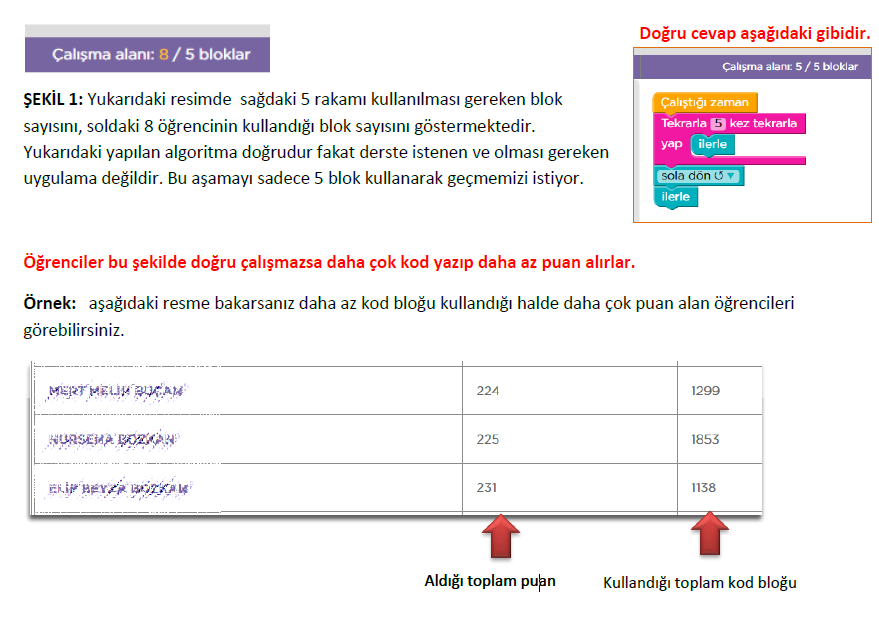 Çalışma alanı: 8 / 5 bloklar
Doğru cevap aşağıdaki gibidir.
Çalışma alanı: 5 / 5 bloklar
Çalıştığı zaman
Tekrarla 5 kez tekrarla
yap ilerle
sola dön ↺ ▼
ilerle
ŞEKİL 1: Yukarıdaki resimde sağdaki 5 rakamı kullanılması gereken blok
sayısını, soldaki 8 öğrencinin kullandığı blok sayısını göstermektedir.
Yukarıdaki yapılan algoritma doğrudur fakat derste istenen ve olması gereken
uygulama değildir. Bu aşamayı sadece 5 blok kullanarak geçmemizi istiyor.
Öğrenciler bu şekilde doğru çalışmazsa daha çok kod yazıp daha az puan alırlar.
Örnek: aşağıdaki resme bakarsanız daha az kod bloğu kullandığı halde daha çok puan alan öğrencileri
görebilirsiniz.
224 1299
225 1853
231 1138
Aldığı toplam puan
Kullandığı toplam kod bloğu